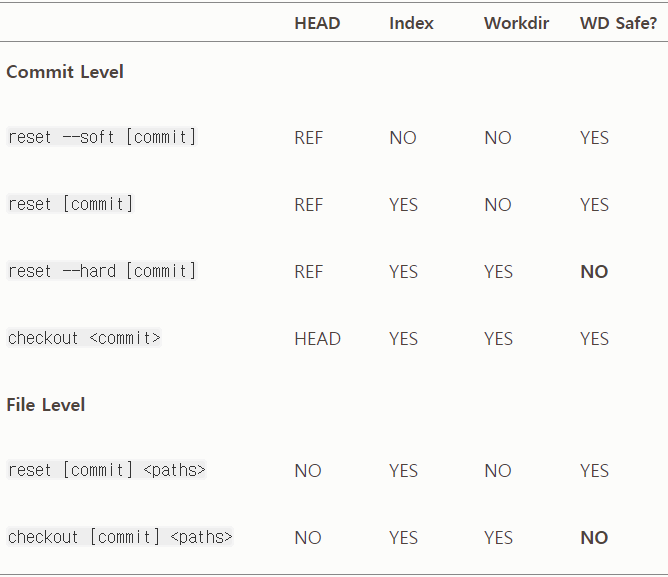 HEAD Index Workdir WD Safe?
Commit Level
reset --soft [commit] REF NO NO YES
reset [commit] REF YES NO YES
reset --hard [commit] REF YES YES NO
checkout <commit> HEAD YES YES YES
File Level
reset [commit] <paths> NO YES NO YES
checkout [commit] <paths> NO YES YES NO